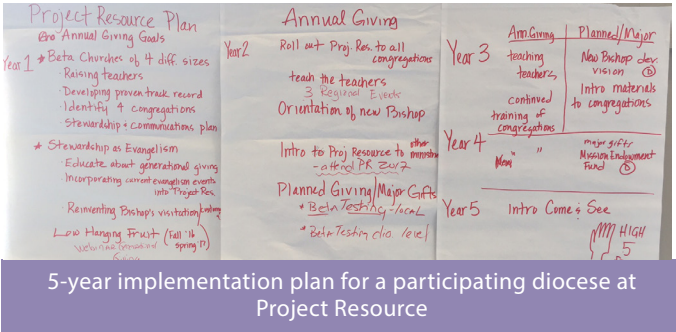 Project Resource Plan
Annual Giving Goals
Year 1
* Beta Churches of 4 diff. sizes
• Raising teachers
• Developing proven track record
• Identify 4 congregations
• Stewardship + communications plan
* Stewardship as Evangelism
• Educate about generational giving
• Incorporating current evangelism events
into Project Res.
• Reinventing Bishop's visitation
Low Hanging Fruit (Fall '16
spring '17)
Annual Giving
Year 2
Roll out Proj. Res. to all
congregations
teach the teachers
3 Regional Events
Orientation of new Bishop
Intro to Proj Resource to other
ministries
- attend PR 2017
Planned Giving/Major Gifts
* Beta Testing - local
* Beta Testing dio. level
Year 3
Ann. Giving
teaching
teachers
continued
training of
congregations
Planned/Major
New Bishop dev.
vision D
Intro materials
to congregations
Year 4
" "
major gifts
Mission Endowment
Fund D
Year 5
Intro Come & See
HIGH
5
5-year implementation plan for a participating diocese at
Project Resource